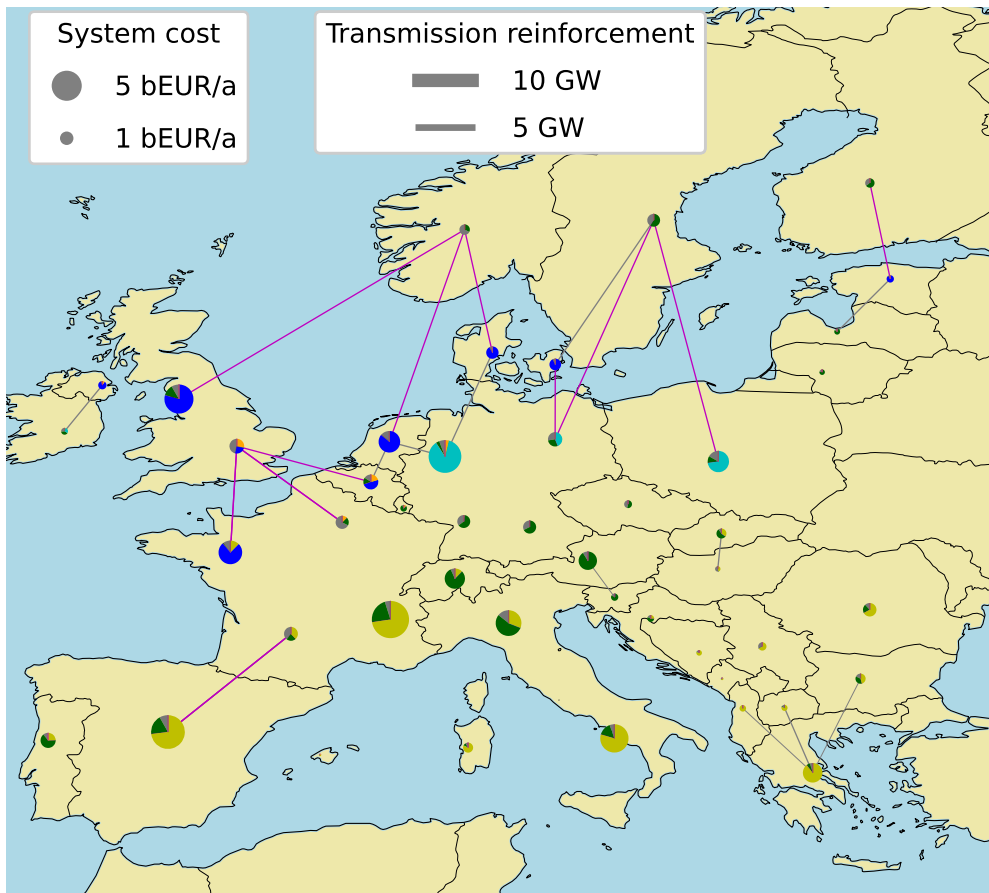 System cost
5 bEUR/a
1 bEUR/a
Transmission reinforcement
10 GW
5 GW